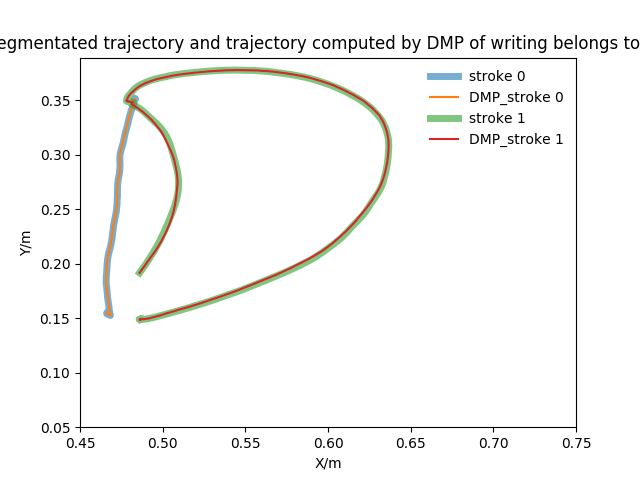 egmentated trajectory and trajectory computed by DMP of writing belongs to
stroke 0
DMP_stroke 0
stroke 1
DMP_stroke 1
Y/m
0.35
0.30
0.25
0.20
0.15
0.10
0.05
0.45 0.50 0.55 0.60 0.65 0.70 0.75
X/m